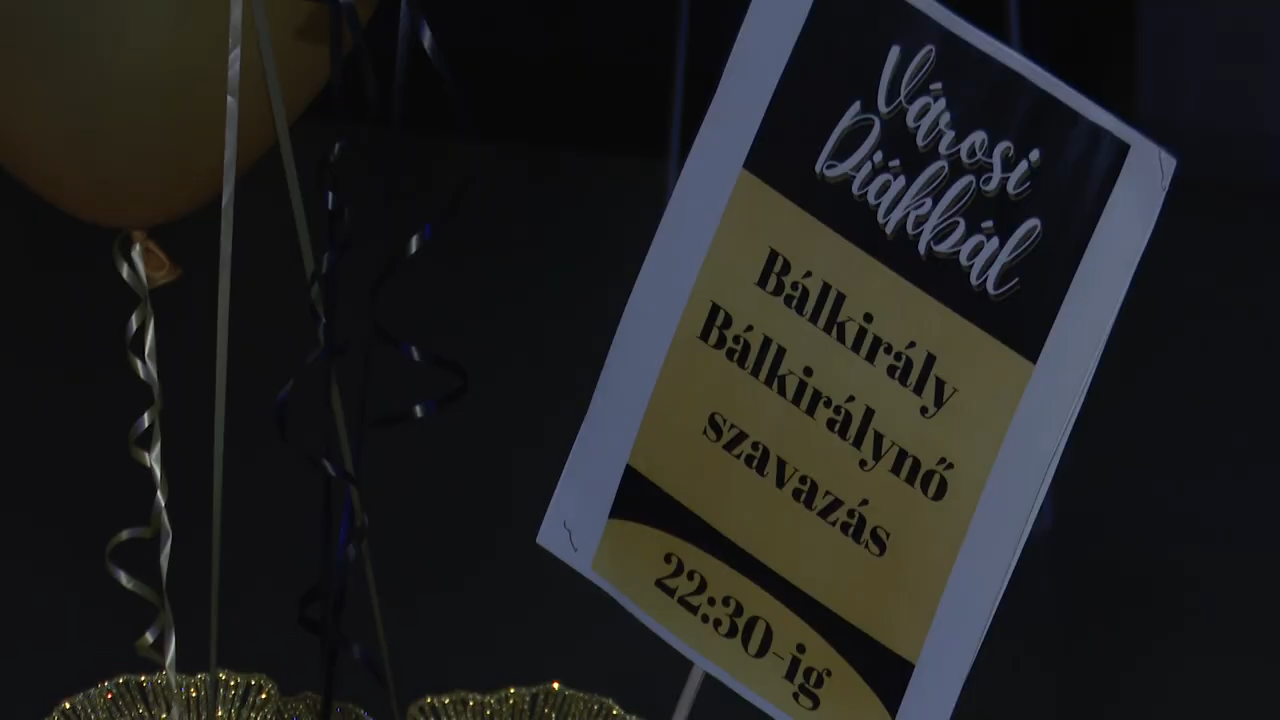 Városi
Diákbál
Bálkirály
Bálkirálynő
szavazás
22:30-ig